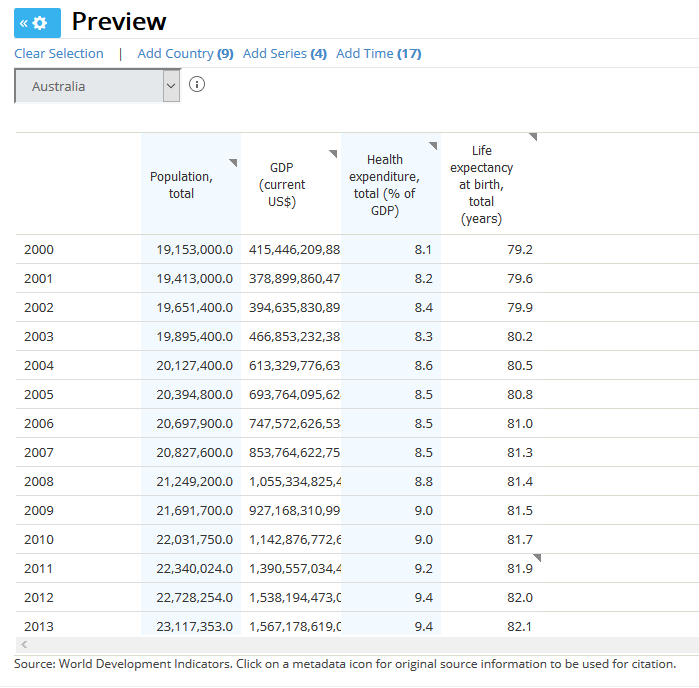 « Preview
Clear Selection | Add Country (9) Add Series (4) Add Time (17)
Australia
Population,
total
GDP
(current
US$)
Health
expenditure,
total (% of
GDP)
Life
expectancy
at birth,
total
(years)
2000 19,153,000.0 415,446,209,88 8.1 79.2
2001 19,413,000.0 378,899,860,47 8.2 79.6
2002 19,651,400.0 394,635,830,89 8.4 79.9
2003 19,895,400.0 466,853,232,38 8.3 80.2
2004 20,127,400.0 613,329,776,63 8.6 80.5
2005 20,394,800.0 693,764,095,62 8.5 80.8
2006 20,697,900.0 747,572,626,53 8.5 81.0
2007 20,827,600.0 853,764,622,75 8.5 81.3
2008 21,249,200.0 1,055,334,825,4 8.8 81.4
2009 21,691,700.0 927,168,310,99 9.0 81.5
2010 22,031,750.0 1,142,876,772,6 9.0 81.7
2011 22,340,024.0 1,390,557,034,4 9.2 81.9
2012 22,728,254.0 1,538,194,473,0 9.4 82.0
2013 23,117,353.0 1,567,178,619,0 9.4 82.1
Source: World Development Indicators. Click on a metadata icon for original source information to be used for citation.